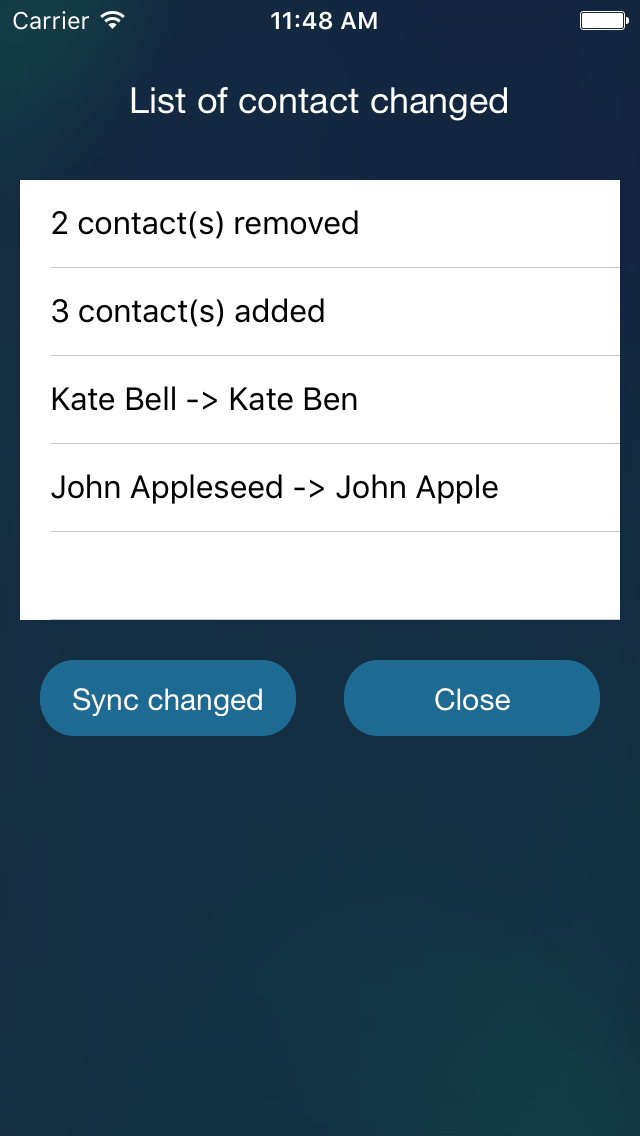 Carrier 11:48 AM
List of contact changed
2 contact(s) removed
3 contact(s) added
Kate Bell -> Kate Ben
John Appleseed -> John Apple
Sync changed Close